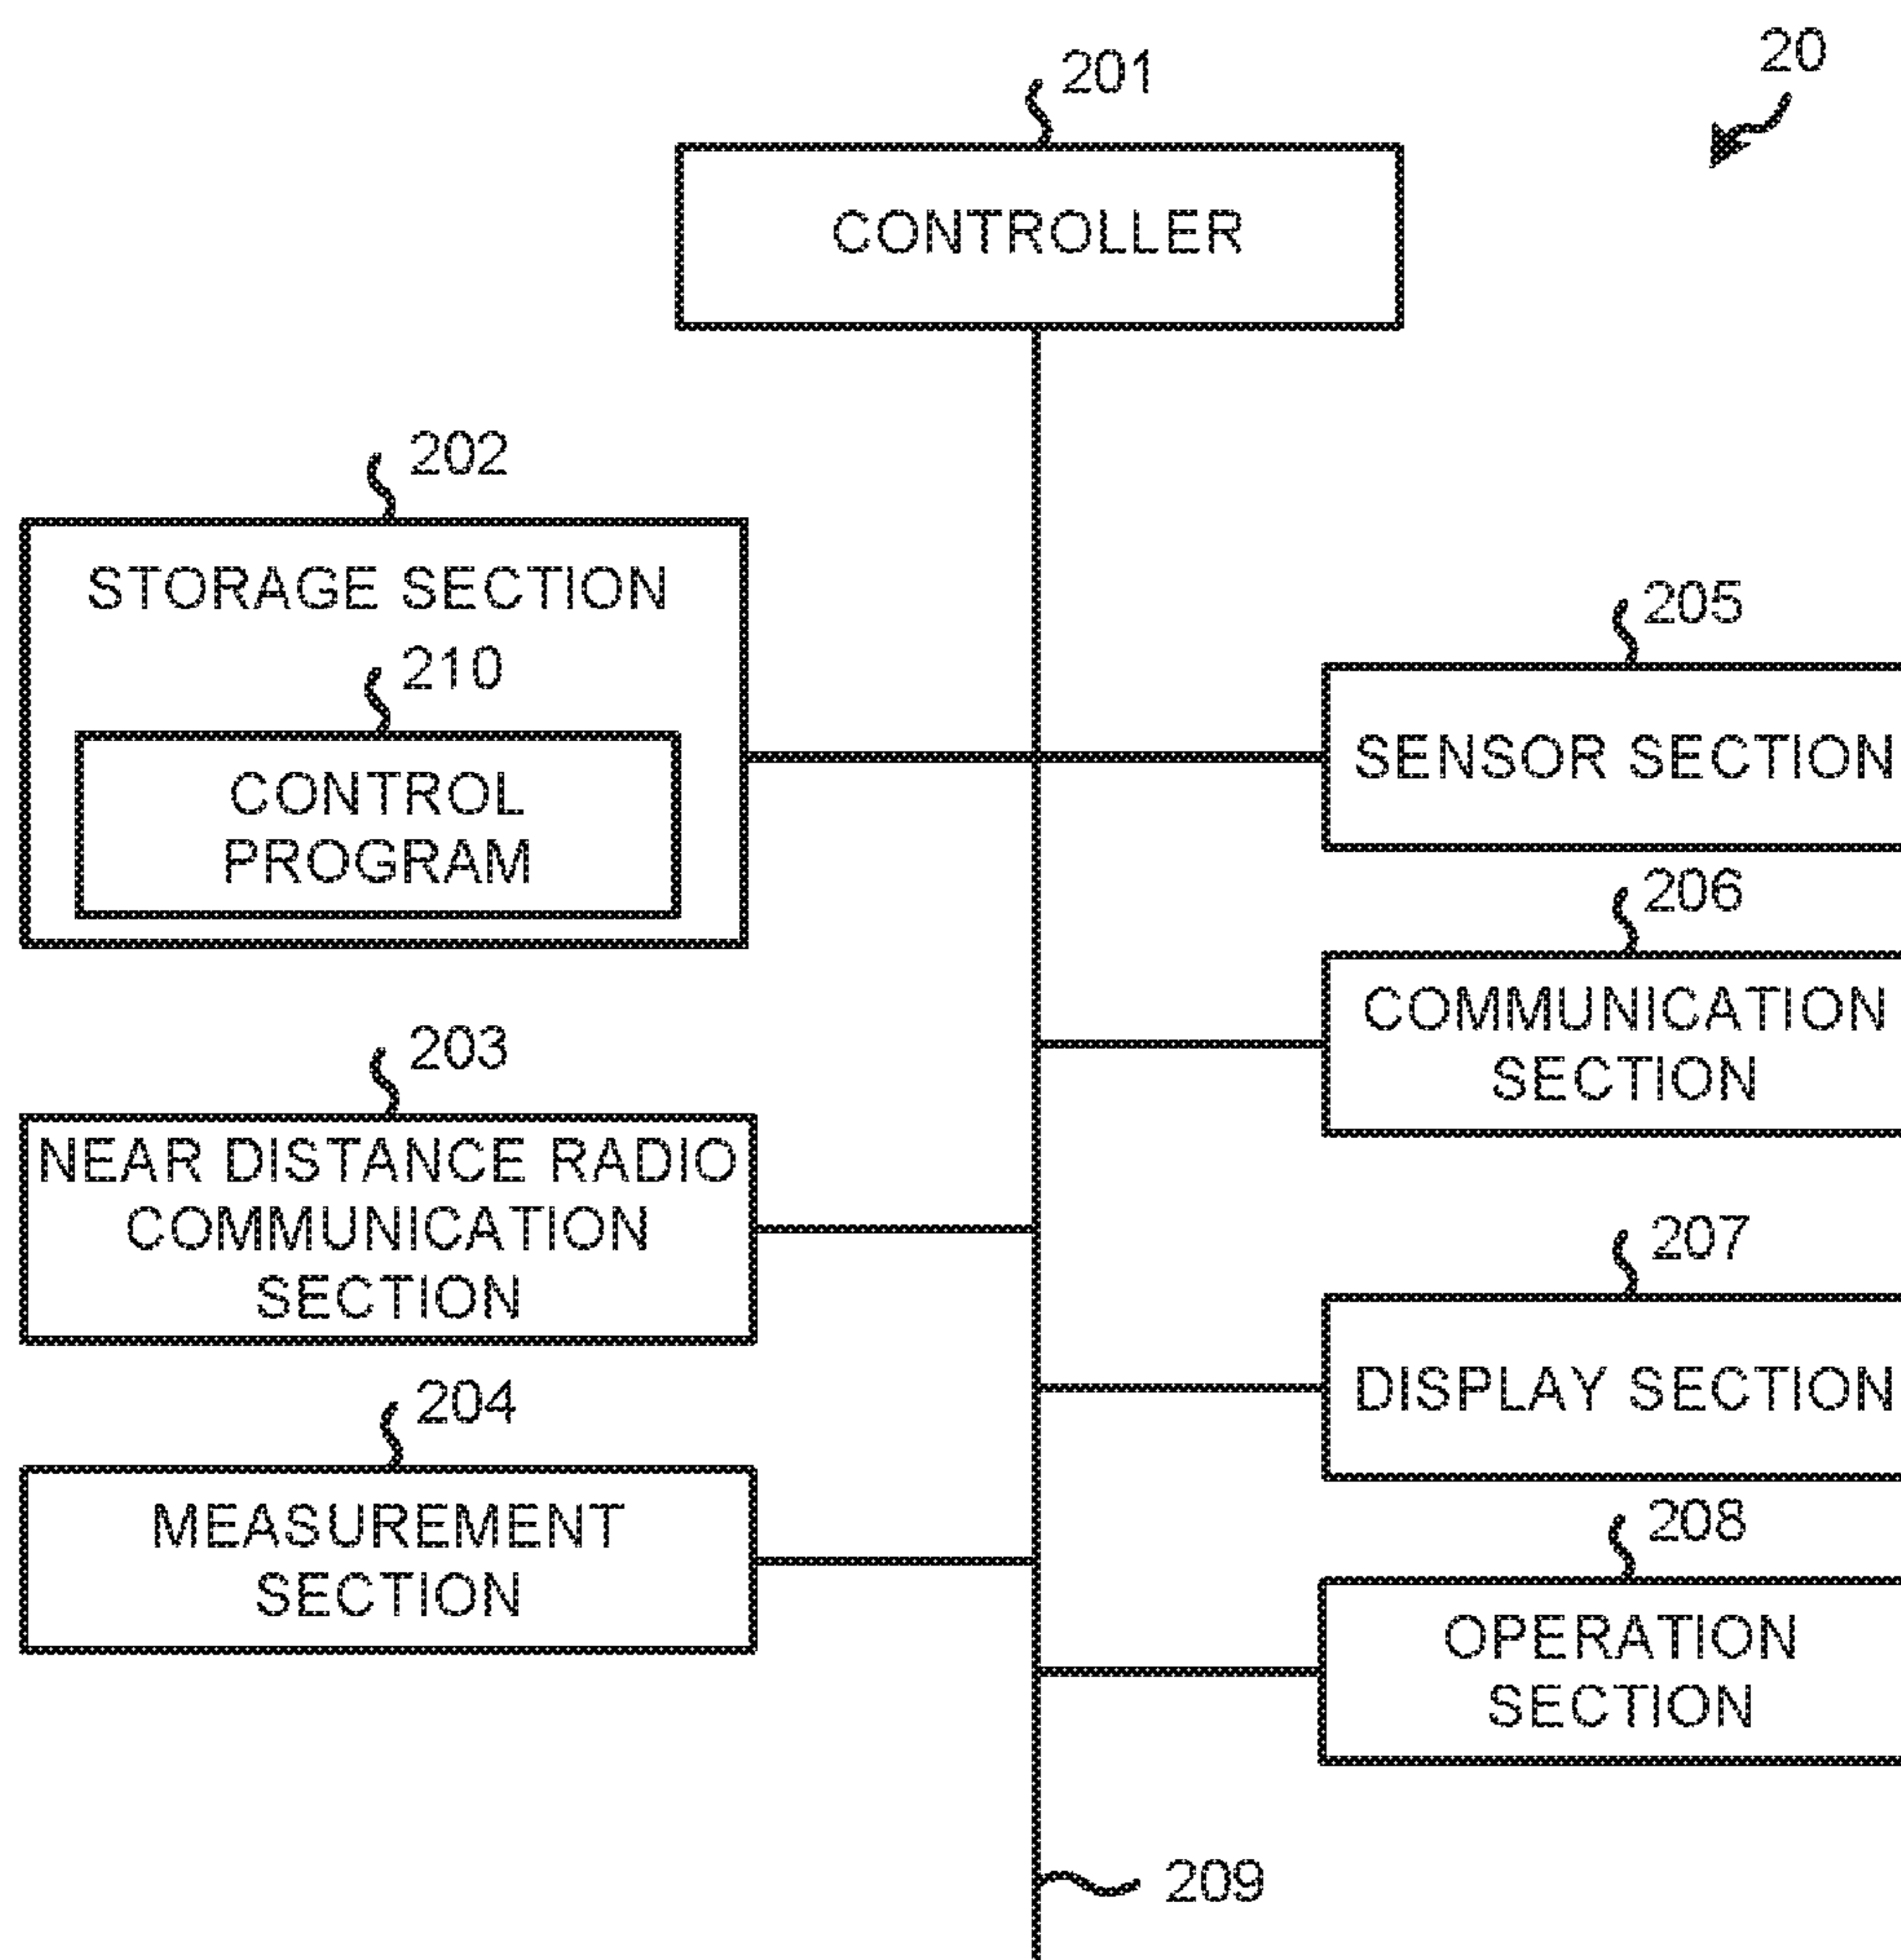 20
201
CONTROLLER
202
STORAGE SECTION
210
CONTROL
PROGRAM
203
NEAR DISTANCE RADIO
COMMUNICATION
SECTION
204
MEASUREMENT
SECTION
205
SENSOR SECTION
206
COMMUNICATION
SECTION
207
DISPLAY SECTION
208
OPERATION
SECTION
209